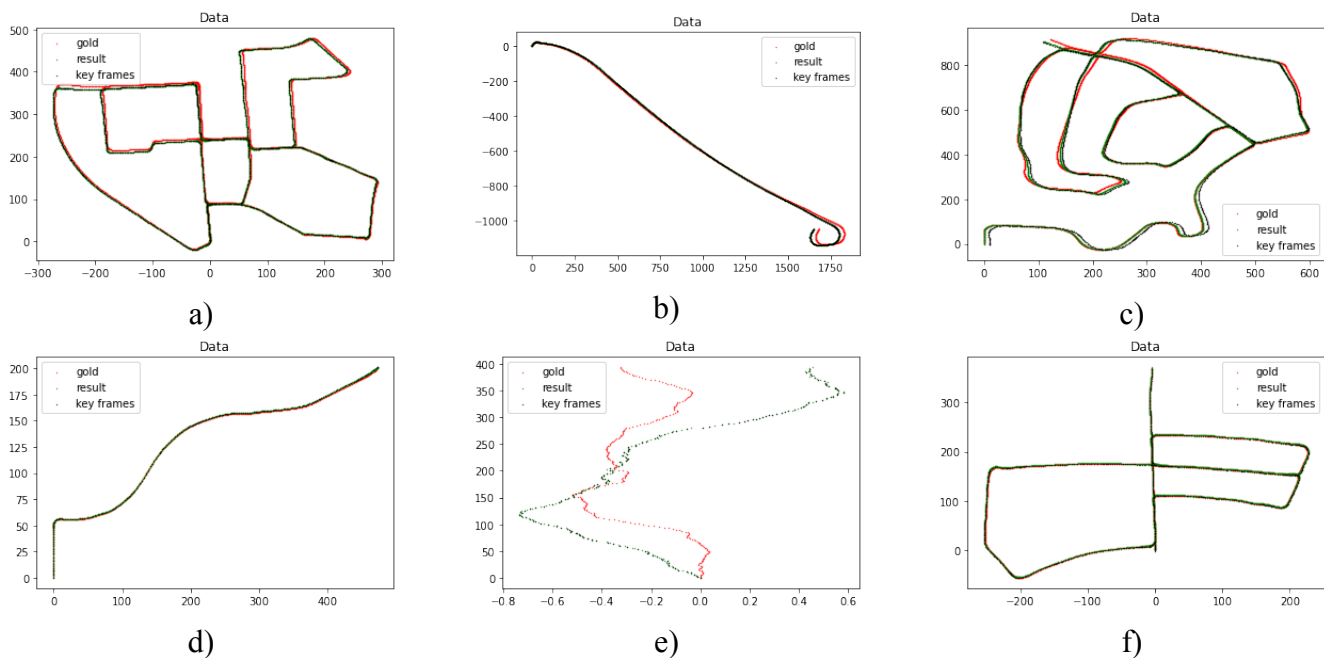 Data
500
400
300
200
100
0
−300
−200
−100
0
100
200
300
gold
result
key frames
a)
Data
0
−200
−400
−600
−800
−1000
0
250
500
750
1000
1250
1500
1750
gold
result
key frames
b)
Data
800
600
400
200
0
0
100
200
300
400
500
600
gold
result
key frames
c)
Data
200
175
150
125
100
75
50
25
0
0
100
200
300
400
gold
result
key frames
d)
Data
400
350
300
250
200
150
100
50
0
−0.8
−0.6
−0.4
−0.2
0.0
0.2
0.4
0.6
gold
result
key frames
e)
Data
300
200
100
0
−200
−100
0
100
200
gold
result
key frames
f)